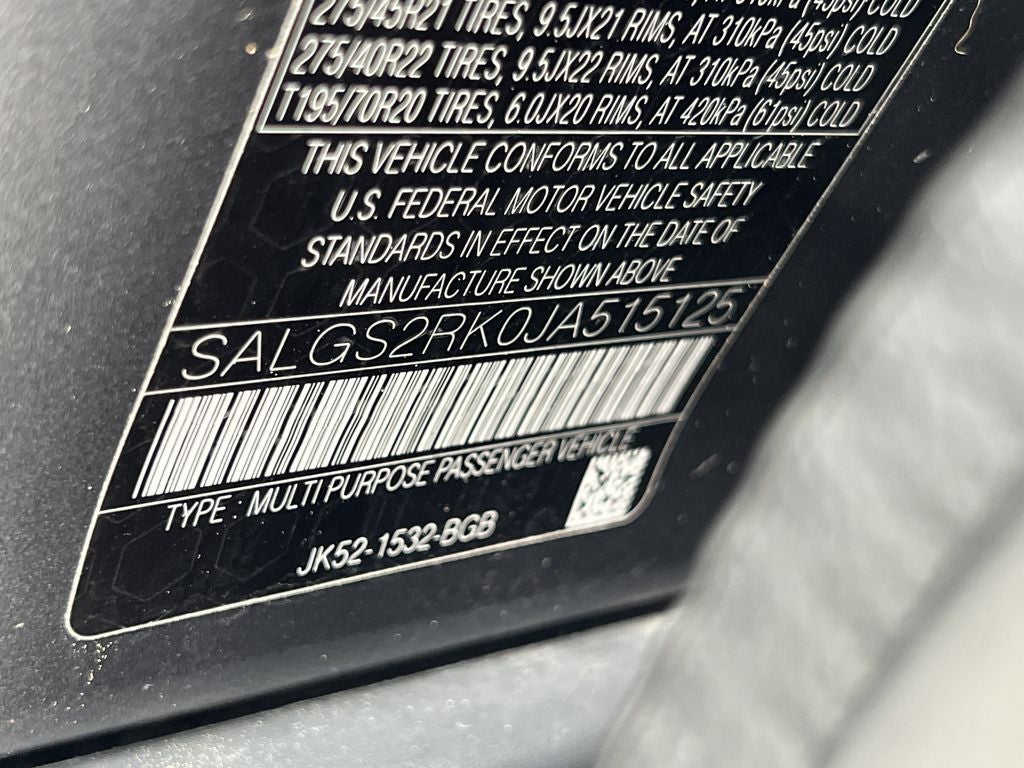 (45psi) COLD
275/45R21 TIRES, 9.5JX21 RIMS, AT 310kPa (45psi) COLD
275/40R22 TIRES, 9.5JX22 RIMS, AT 310kPa (45psi) COLD
T195/70R20 TIRES, 6.0JX20 RIMS, AT 420kPa (61psi) COLD
THIS VEHICLE CONFORMS TO ALL APPLICABLE
U.S. FEDERAL MOTOR VEHICLE SAFETY
STANDARDS IN EFFECT ON THE DATE OF
MANUFACTURE SHOWN ABOVE
SALGS2RK0JA515125
TYPE : MULTI PURPOSE PASSENGER VEHICLE
JK52-1532-BGB